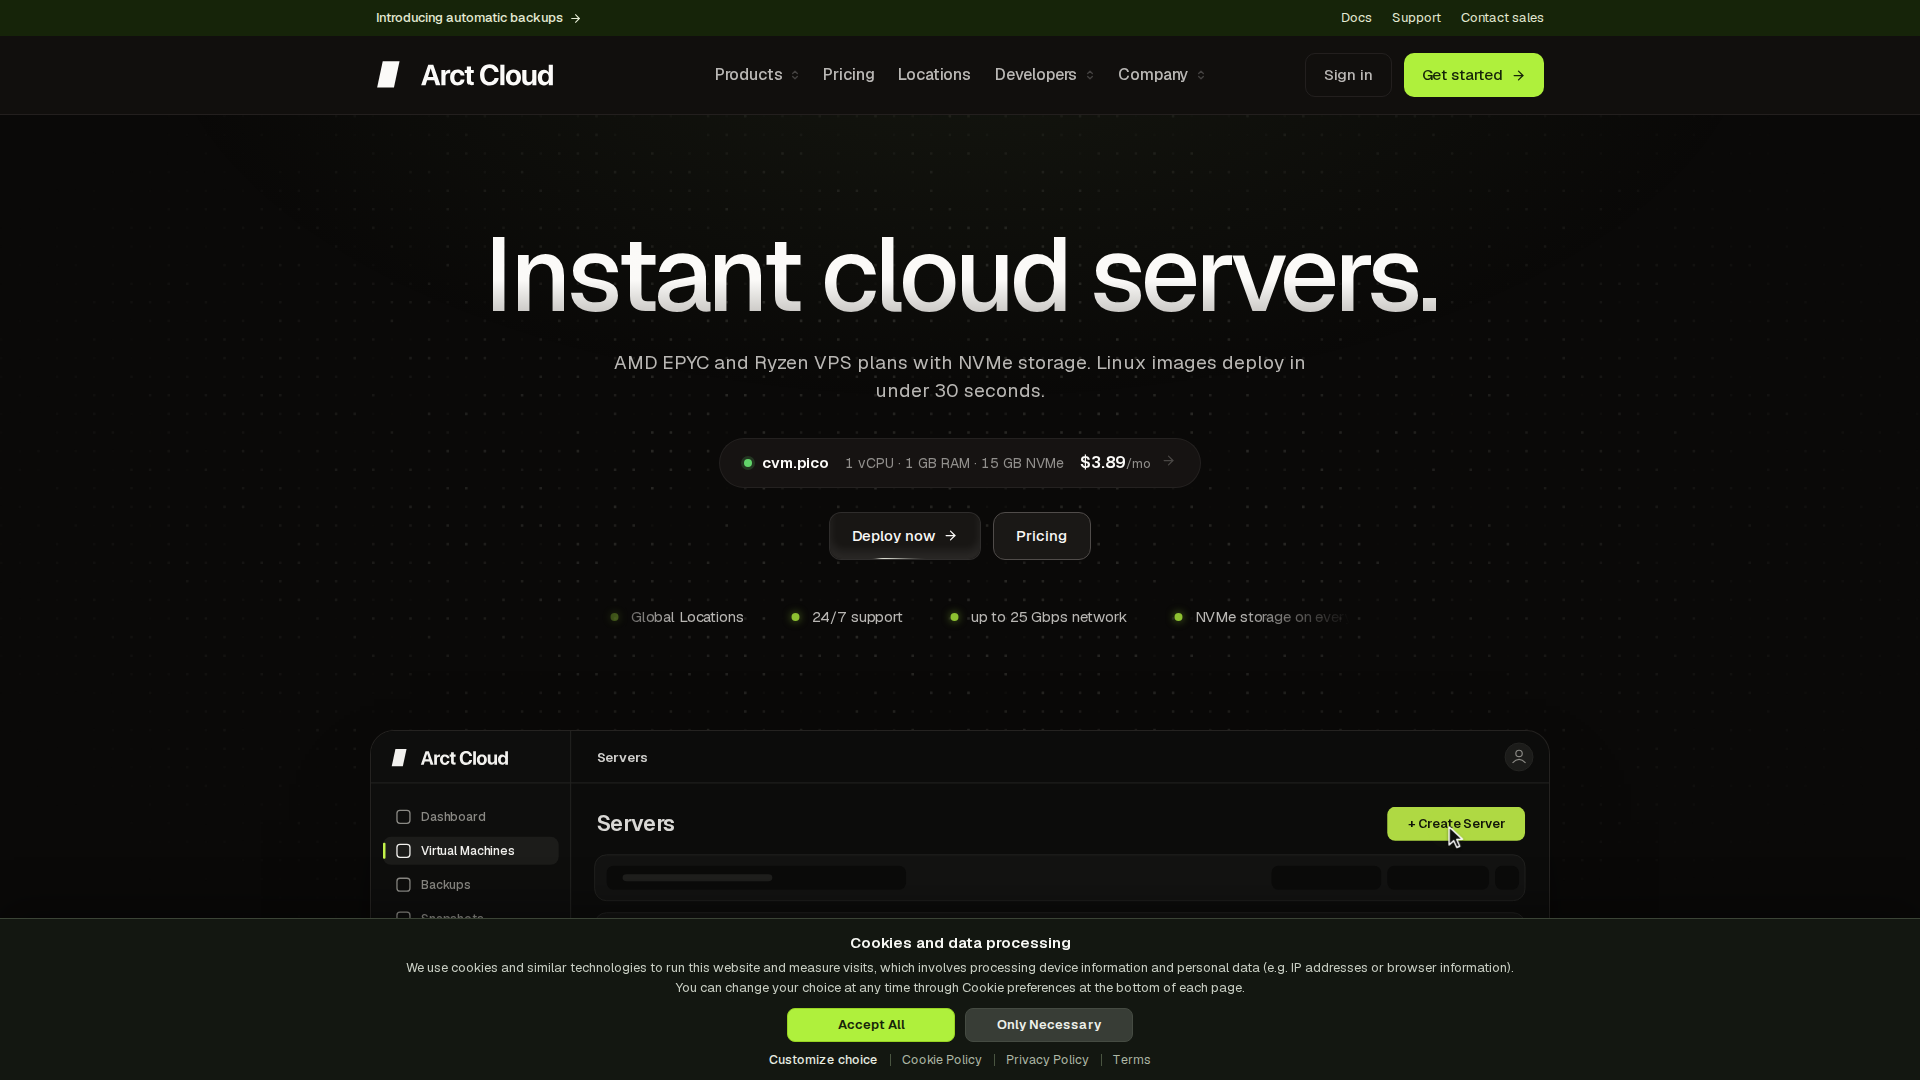 Introducing automatic backups →
Docs Support Contact sales
Arct Cloud
Products Pricing Locations Developers Company
Sign in
Get started →
Instant cloud servers.
AMD EPYC and Ryzen VPS plans with NVMe storage. Linux images deploy in
under 30 seconds.
cvm.pico 1 vCPU · 1 GB RAM · 15 GB NVMe $3.89/mo →
Deploy now →
Pricing
Global Locations 24/7 support up to 25 Gbps network NVMe storage on
Arct Cloud
Servers
Dashboard
Servers
+ Create Server
Virtual Machines
Backups
Snapshots
Cookies and data processing
We use cookies and similar technologies to run this website and measure visits, which involves processing device information and personal data (e.g. IP addresses or browser information).
You can change your choice at any time through Cookie preferences at the bottom of each page.
Accept All
Only Necessary
Customize choice | Cookie Policy | Privacy Policy | Terms